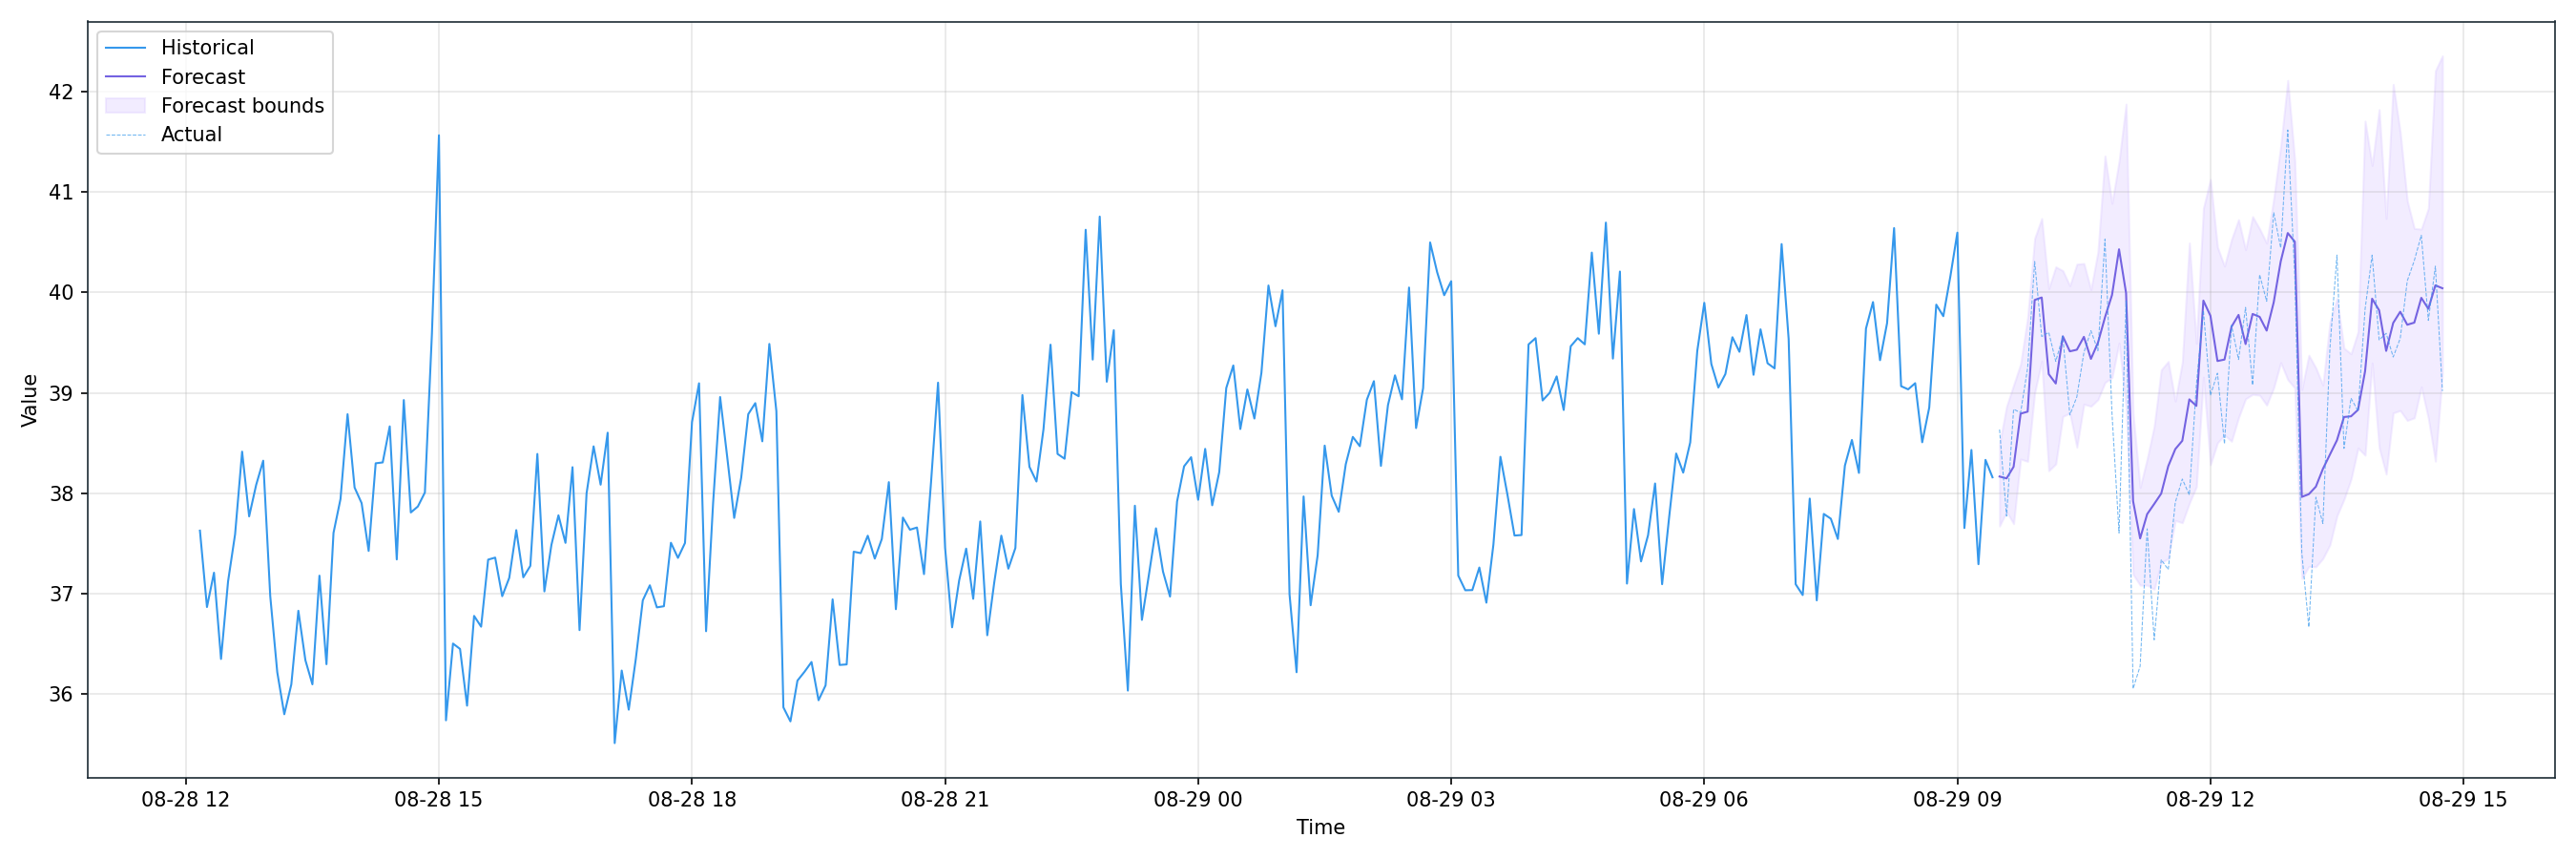 Historical
Forecast
Forecast bounds
Actual
42
41
40
39
38
37
36
Value
08-28 12
08-28 15
08-28 18
08-28 21
08-29 00
08-29 03
08-29 06
08-29 09
08-29 12
08-29 15
Time